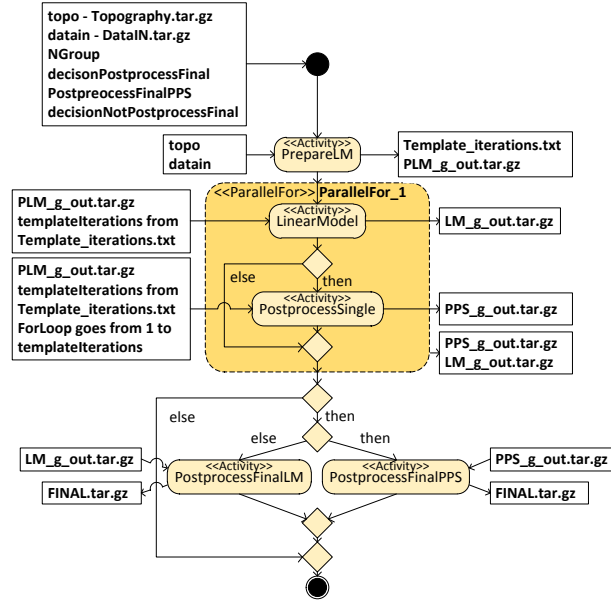 topo - Topography.tar.gz
datain - DataIN.tar.gz
NGroup
decisonPostprocessFinal
PostpreocessFinalPPS
decisionNotPostprocessFinal
topo
datain
<<Activity>>
PrepareLM
Template_iterations.txt
PLM_g_out.tar.gz
<<ParallelFor>> ParallelFor_1
PLM_g_out.tar.gz
templateIterations from
Template_iterations.txt
<<Activity>>
LinearModel
LM_g_out.tar.gz
else
then
PLM_g_out.tar.gz
templateIterations from
Template_iterations.txt
ForLoop goes from 1 to
templateIterations
<<Activity>>
PostprocessSingle
PPS_g_out.tar.gz
PPS_g_out.tar.gz
LM_g_out.tar.gz
else
then
else
then
LM_g_out.tar.gz
FINAL.tar.gz
<<Activity>>
PostprocessFinalLM
<<Activity>>
PostprocessFinalPPS
PPS_g_out.tar.gz
FINAL.tar.gz